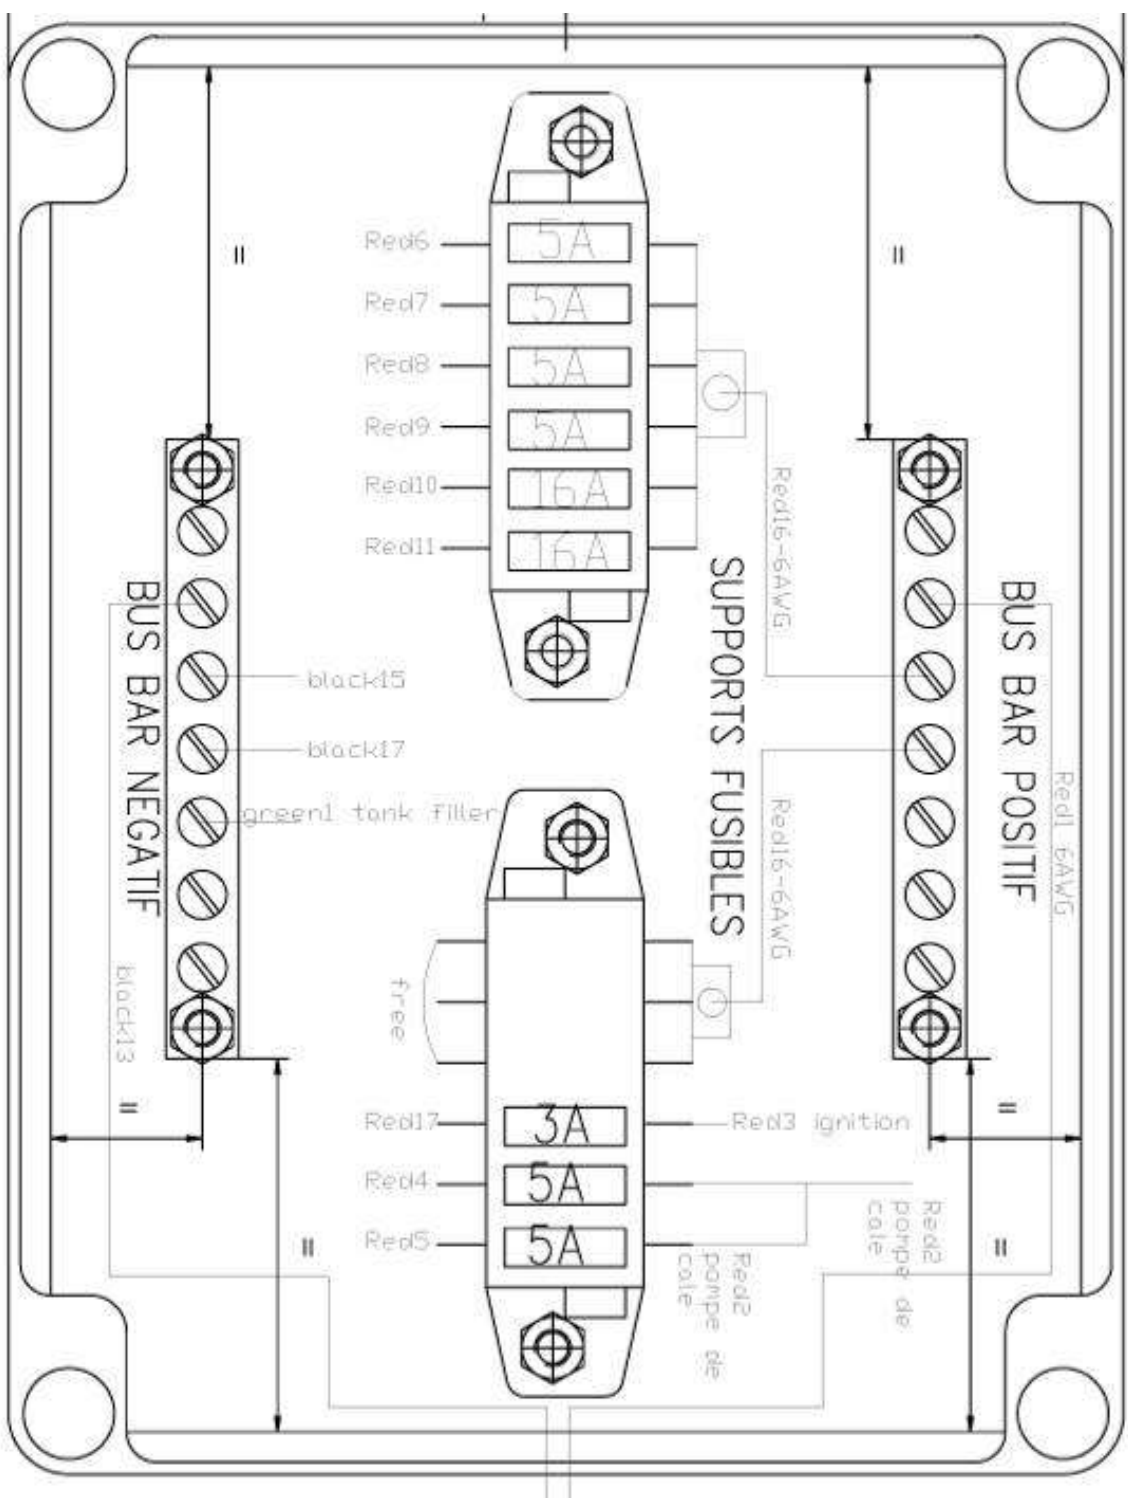 =
=
Red6
5A
Red7
5A
Red8
5A
Red9
5A
Red10
16A
Red11
16A
Red16-6AWG
SUPPORTS FUSIBLES
BUS BAR NEGATIF
BUS BAR POSITIF
black15
black17
green1 tank filler
Red16-6AWG
Red1 6AWG
black13
free
=
=
Red17
3A
Red3 ignition
Red4
5A
Red5
5A
Red2
pompe de
cale
Red2
pompe de
cale
=
=